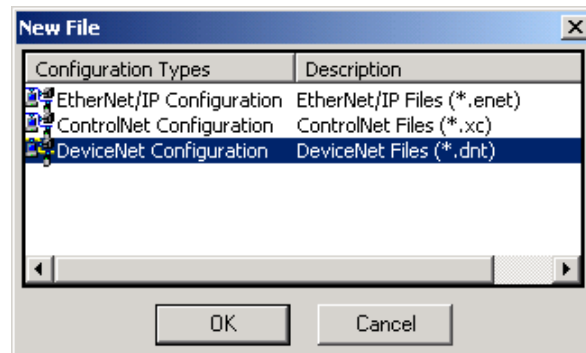 New File
Configuration Types Description
EtherNet/IP Configuration EtherNet/IP Files (*.enet)
ControlNet Configuration ControlNet Files (*.xc)
DeviceNet Configuration DeviceNet Files (*.dnt)
OK Cancel